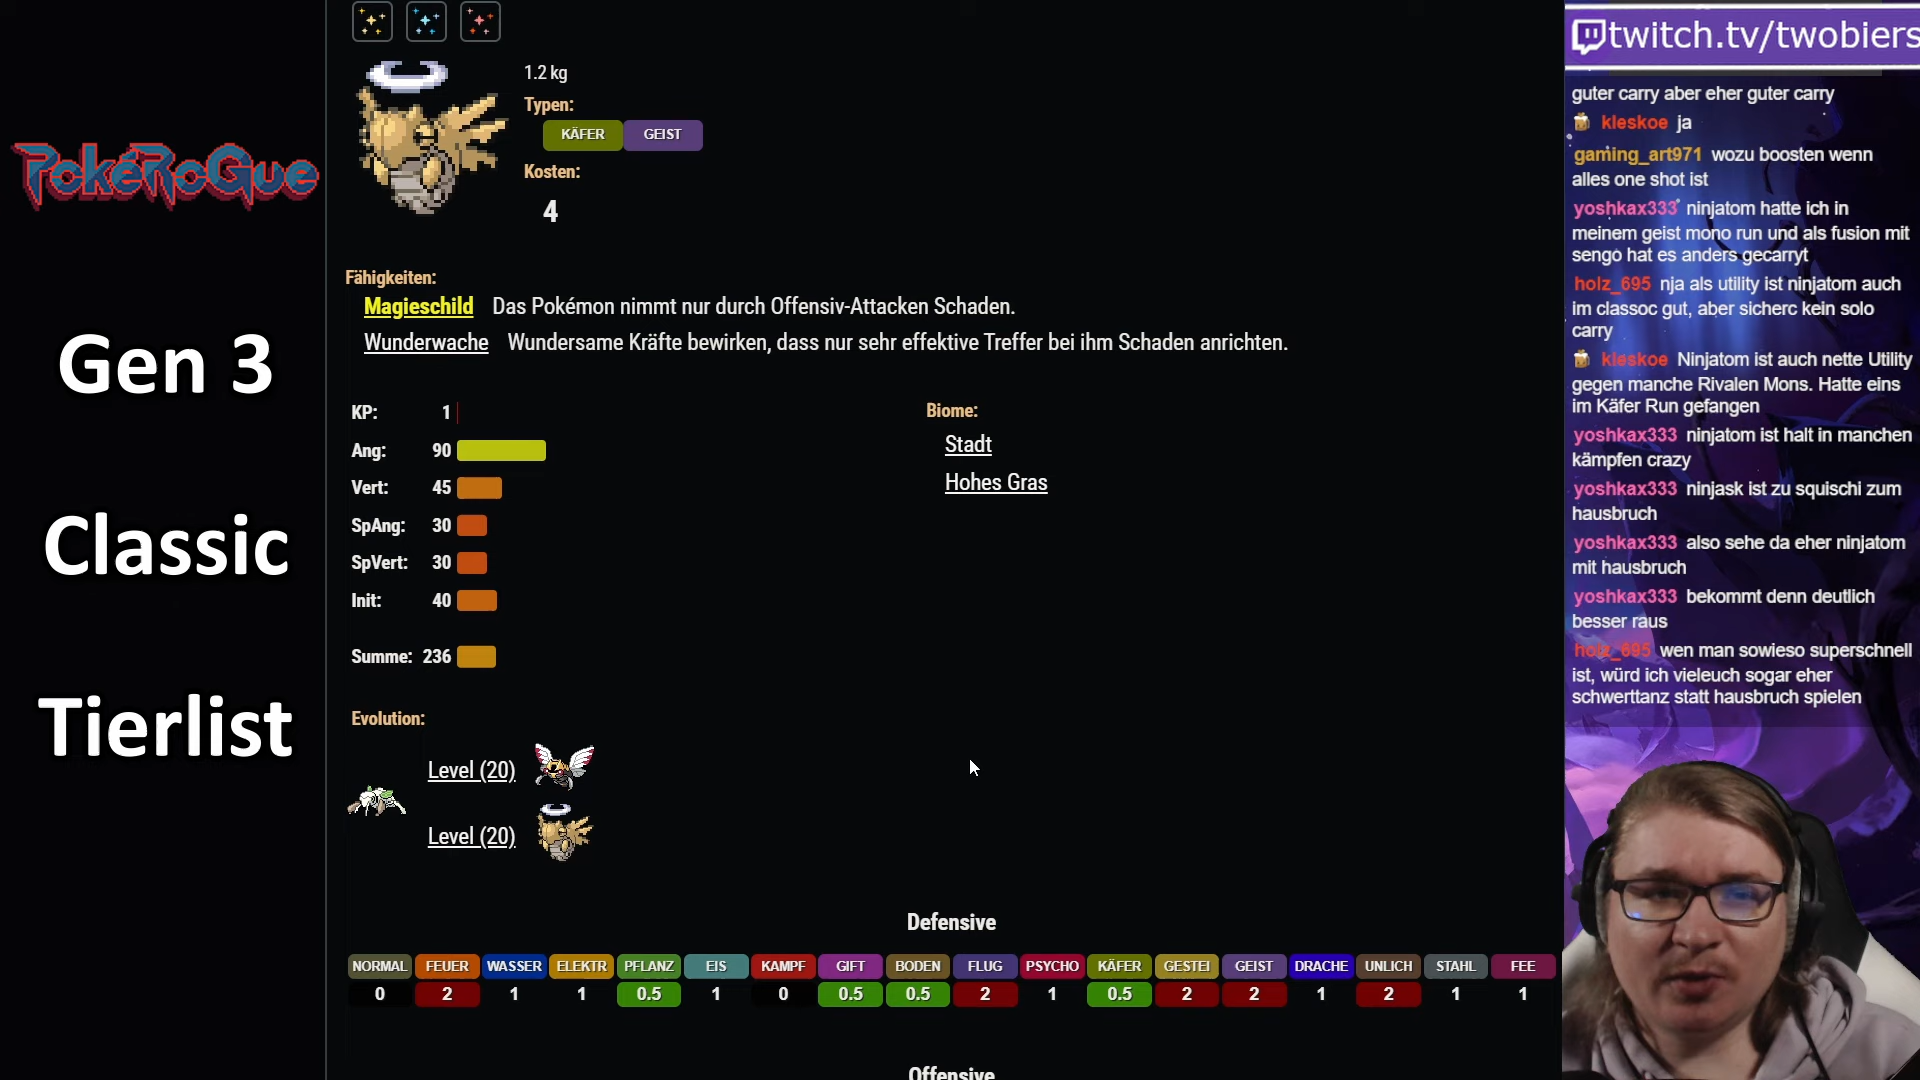 PokéRoGue
Gen 3
Classic
Tierlist
1.2 kg
Typen:
KÄFER GEIST
Kosten:
4
Fähigkeiten:
Magieschild Das Pokémon nimmt nur durch Offensiv-Attacken Schaden.
Wunderwache Wundersame Kräfte bewirken, dass nur sehr effektive Treffer bei ihm Schaden anrichten.
KP: 1
Ang: 90
Vert: 45
SpAng: 30
SpVert: 30
Init: 40
Summe: 236
Biome:
Stadt
Hohes Gras
Evolution:
Level (20)
Level (20)
Defensive
NORMAL FEUER WASSER ELEKTR PFLANZ EIS KAMPF GIFT BODEN FLUG PSYCHO KÄFER GESTEI GEIST DRACHE UNLICH STAHL FEE
0 2 1 1 0.5 1 0 0.5 0.5 2 1 0.5 2 2 1 2 1 1
Offensive
twitch.tv/twobiers
guter carry aber eher guter carry
kleskoe ja
gaming_art971 wozu boosten wenn
alles one shot ist
yoshkax333 ninjatom hatte ich in
meinem geist mono run und als fusion mit
sengo hat es anders gecarryt
holz_695 nja als utility ist ninjatom auch
im classoc gut, aber sicherc kein solo
carry
kleskoe Ninjatom ist auch nette Utility
gegen manche Rivalen Mons. Hatte eins
im Käfer Run gefangen
yoshkax333 ninjatom ist halt in manchen
kämpfen crazy
yoshkax333 ninjask ist zu squischi zum
hausbruch
yoshkax333 also sehe da eher ninjatom
mit hausbruch
yoshkax333 bekommt denn deutlich
besser raus
holz_695 wen man sowieso superschnell
ist, würd ich vieleuch sogar eher
schwerttanz statt hausbruch spielen